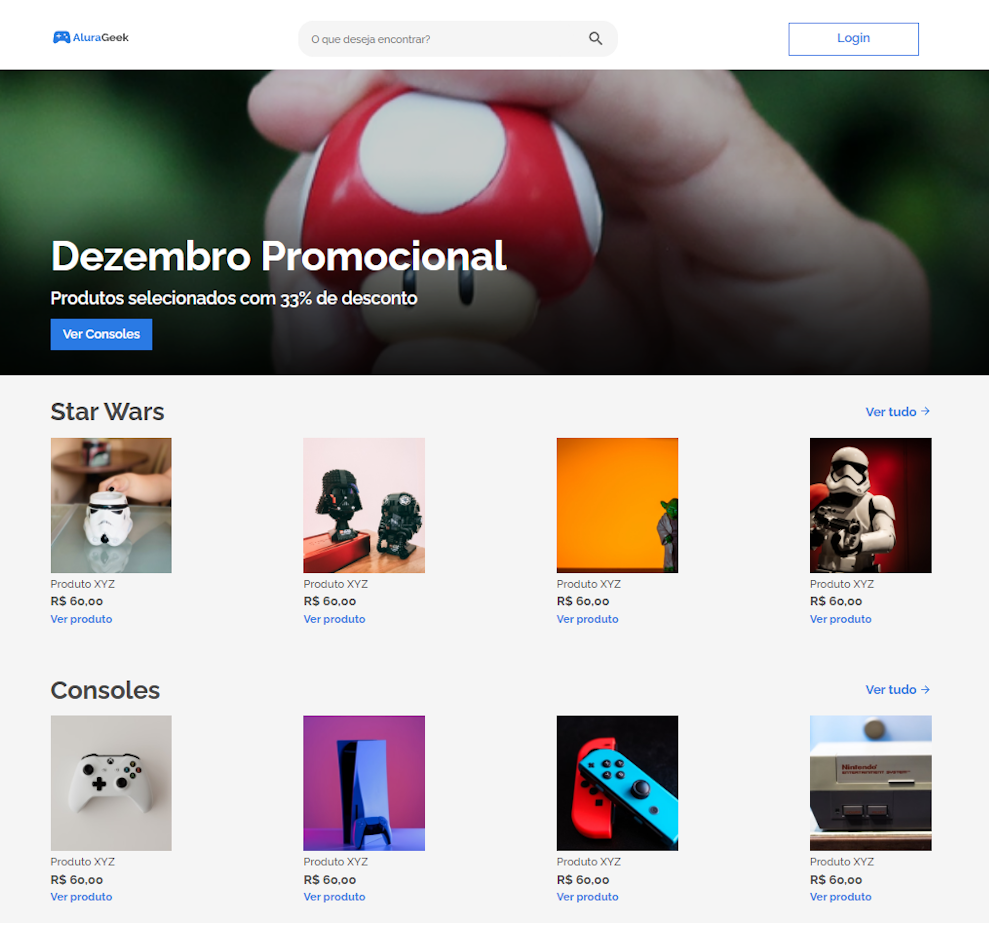 AluraGeek
O que deseja encontrar?
Login
Dezembro Promocional
Produtos selecionados com 33% de desconto
Ver Consoles
Star Wars
Ver tudo →
Produto XYZ
R$ 60,00
Ver produto
Produto XYZ
R$ 60,00
Ver produto
Produto XYZ
R$ 60,00
Ver produto
Produto XYZ
R$ 60,00
Ver produto
Consoles
Ver tudo →
Nintendo
ENTERTAINMENT SYSTEM
Produto XYZ
R$ 60,00
Ver produto
Produto XYZ
R$ 60,00
Ver produto
Produto XYZ
R$ 60,00
Ver produto
Produto XYZ
R$ 60,00
Ver produto